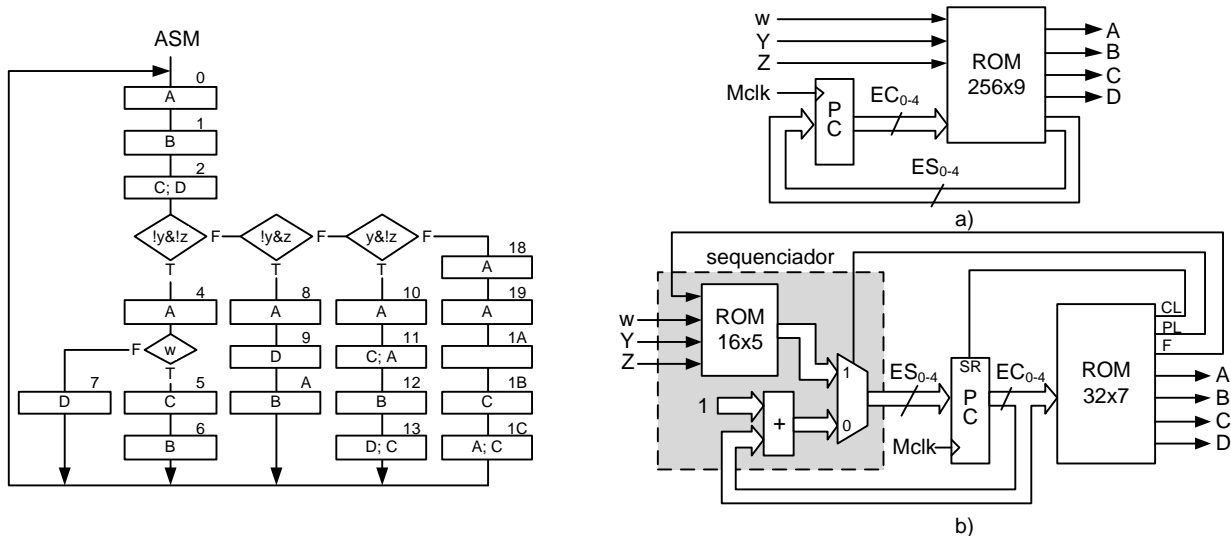 ASM
0
A
1
B
2
C; D
!y&!z
F
!y&z
F
y&!z
F
T
T
T
18
A
4
A
8
A
10
A
19
A
F
w
T
9
D
11
C; A
1A
7
D
5
C
A
B
12
B
1B
C
6
B
13
D; C
1C
A; C
w
Y
Z
Mclk
P
C
EC0-4
ROM
256x9
A
B
C
D
ES0-4
a)
sequenciador
w
Y
Z
ROM
16x5
1
+
1
0
ES0-4
SR
P
C
Mclk
EC0-4
CL
PL
F
ROM
32x7
A
B
C
D
b)